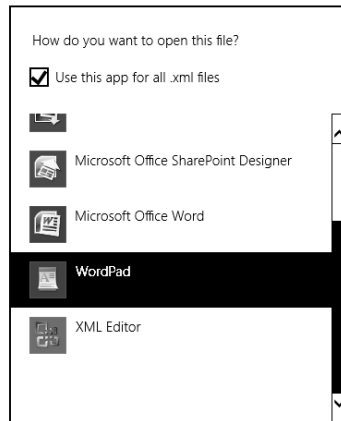 How do you want to open this file?
Use this app for all .xml files
Microsoft Office SharePoint Designer
Microsoft Office Word
WordPad
XML Editor